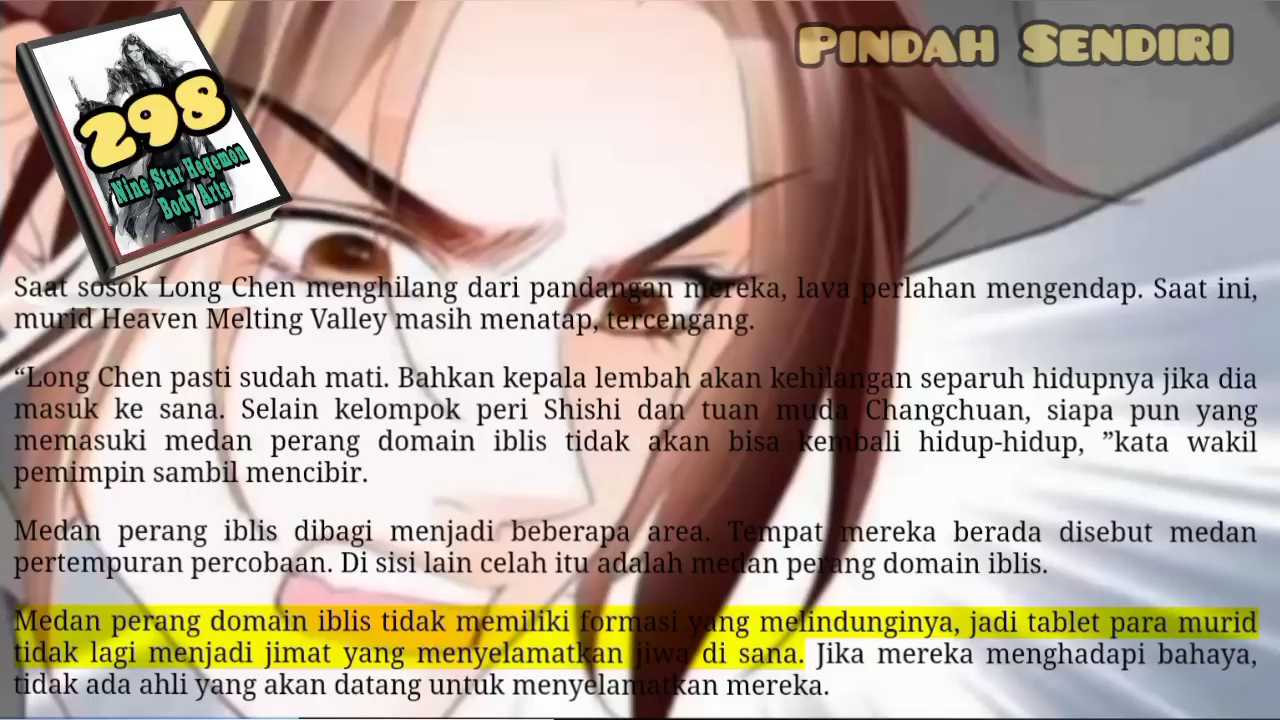 298
Nine Star Hegemon
Body Arts
PINDAH SENDIRI
Saat sosok Long Chen menghilang dari pandangan mereka, lava perlahan mengendap. Saat ini,
murid Heaven Melting Valley masih menatap, tercengang.
“Long Chen pasti sudah mati. Bahkan kepala lembah akan kehilangan separuh hidupnya jika dia
masuk ke sana. Selain kelompok peri Shishi dan tuan muda Changchuan, siapa pun yang
memasuki medan perang domain iblis tidak akan bisa kembali hidup-hidup, ”kata wakil
pemimpin sambil mencibir.
Medan perang iblis dibagi menjadi beberapa area. Tempat mereka berada disebut medan
pertempuran percobaan. Di sisi lain celah itu adalah medan perang domain iblis.
Medan perang domain iblis tidak memiliki formasi yang melindunginya, jadi tablet para murid
tidak lagi menjadi jimat yang menyelamatkan jiwa di sana. Jika mereka menghadapi bahaya,
tidak ada ahli yang akan datang untuk menyelamatkan mereka.